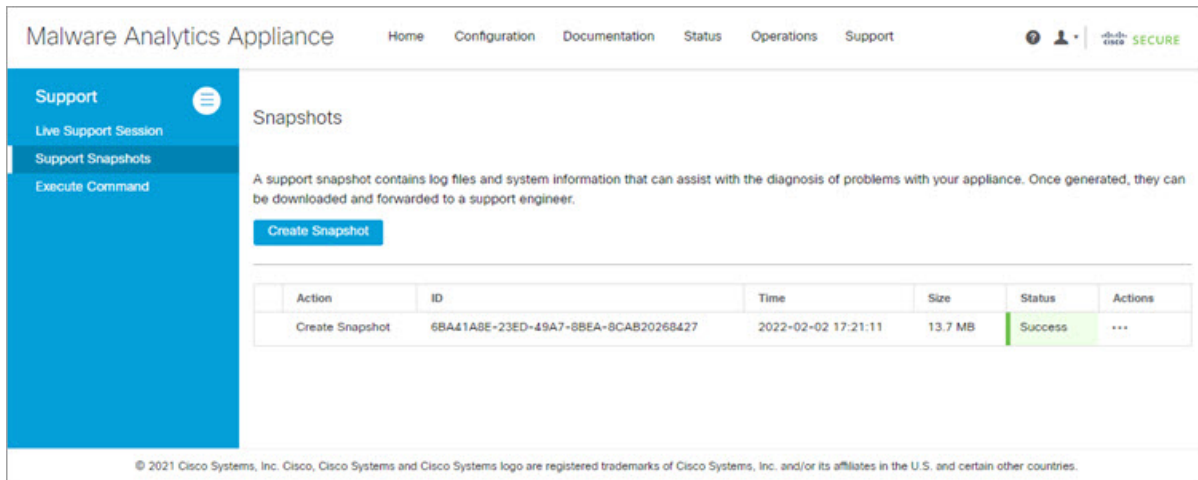 Malware Analytics Appliance Home Configuration Documentation Status Operations Support ? cisco SECURE
Support
Live Support Session
Support Snapshots
Execute Command
Snapshots
A support snapshot contains log files and system information that can assist with the diagnosis of problems with your appliance. Once generated, they can
be downloaded and forwarded to a support engineer.
Create Snapshot
Action ID Time Size Status Actions
Create Snapshot 6BA41A8E-23ED-49A7-8BEA-8CAB20268427 2022-02-02 17:21:11 13.7 MB Success ...
© 2021 Cisco Systems, Inc. Cisco, Cisco Systems and Cisco Systems logo are registered trademarks of Cisco Systems, Inc. and/or its affiliates in the U.S. and certain other countries.